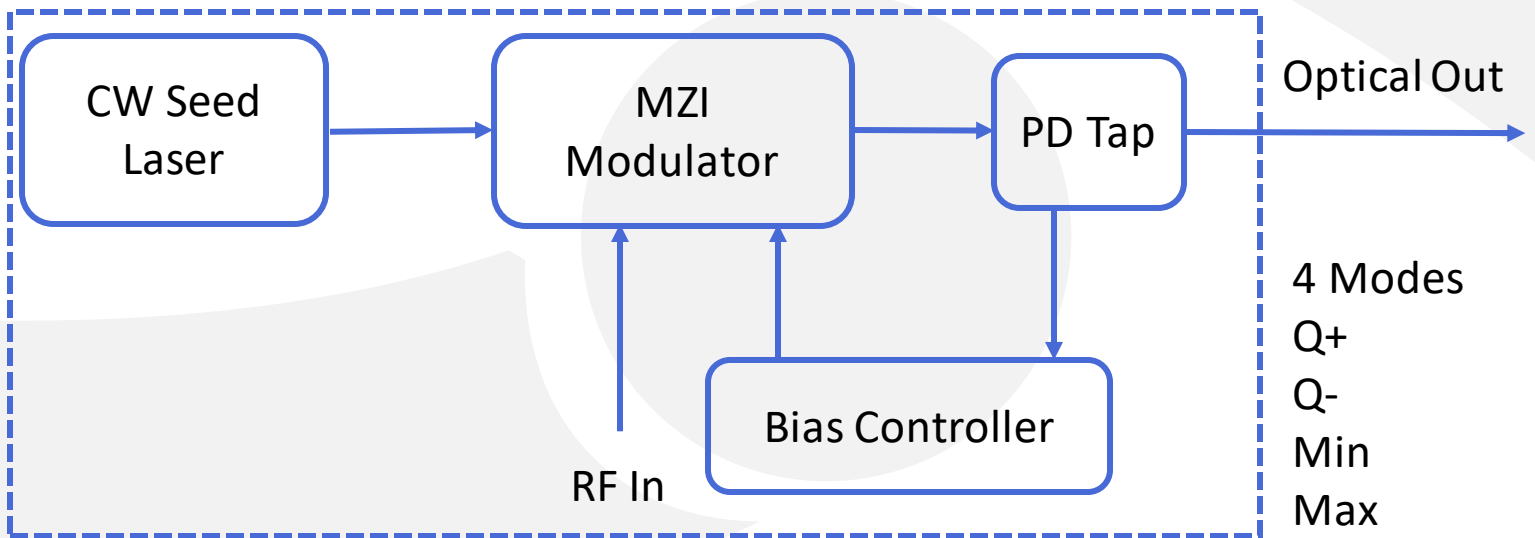 CW Seed
Laser
MZI
Modulator
PD Tap
Optical Out
Bias Controller
RF In
4 Modes
Q+
Q-
Min
Max